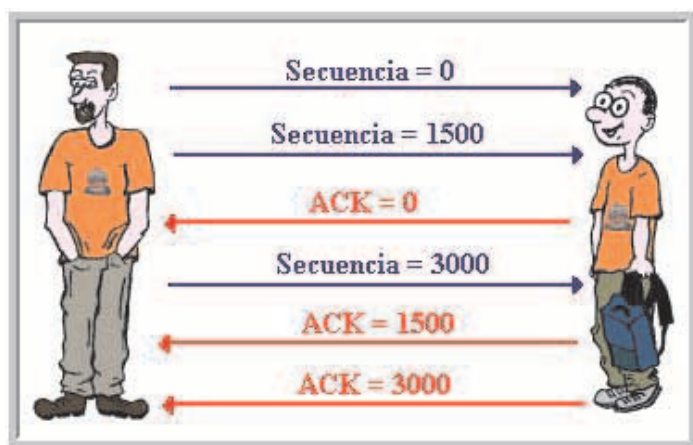 Secuencia = 0
Secuencia = 1500
ACK = 0
Secuencia = 3000
ACK = 1500
ACK = 3000